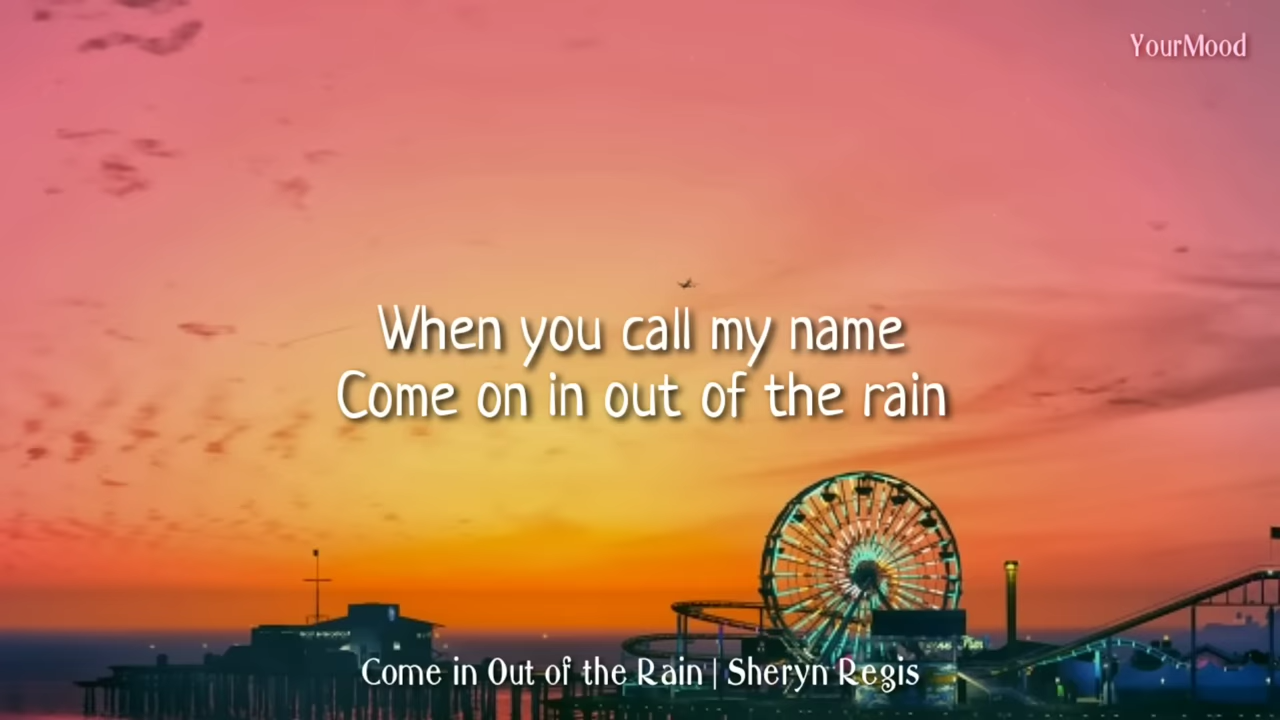 YourMood
When you call my name
Come on in out of the rain
Come in Out of the Rain | Sheryn Regis